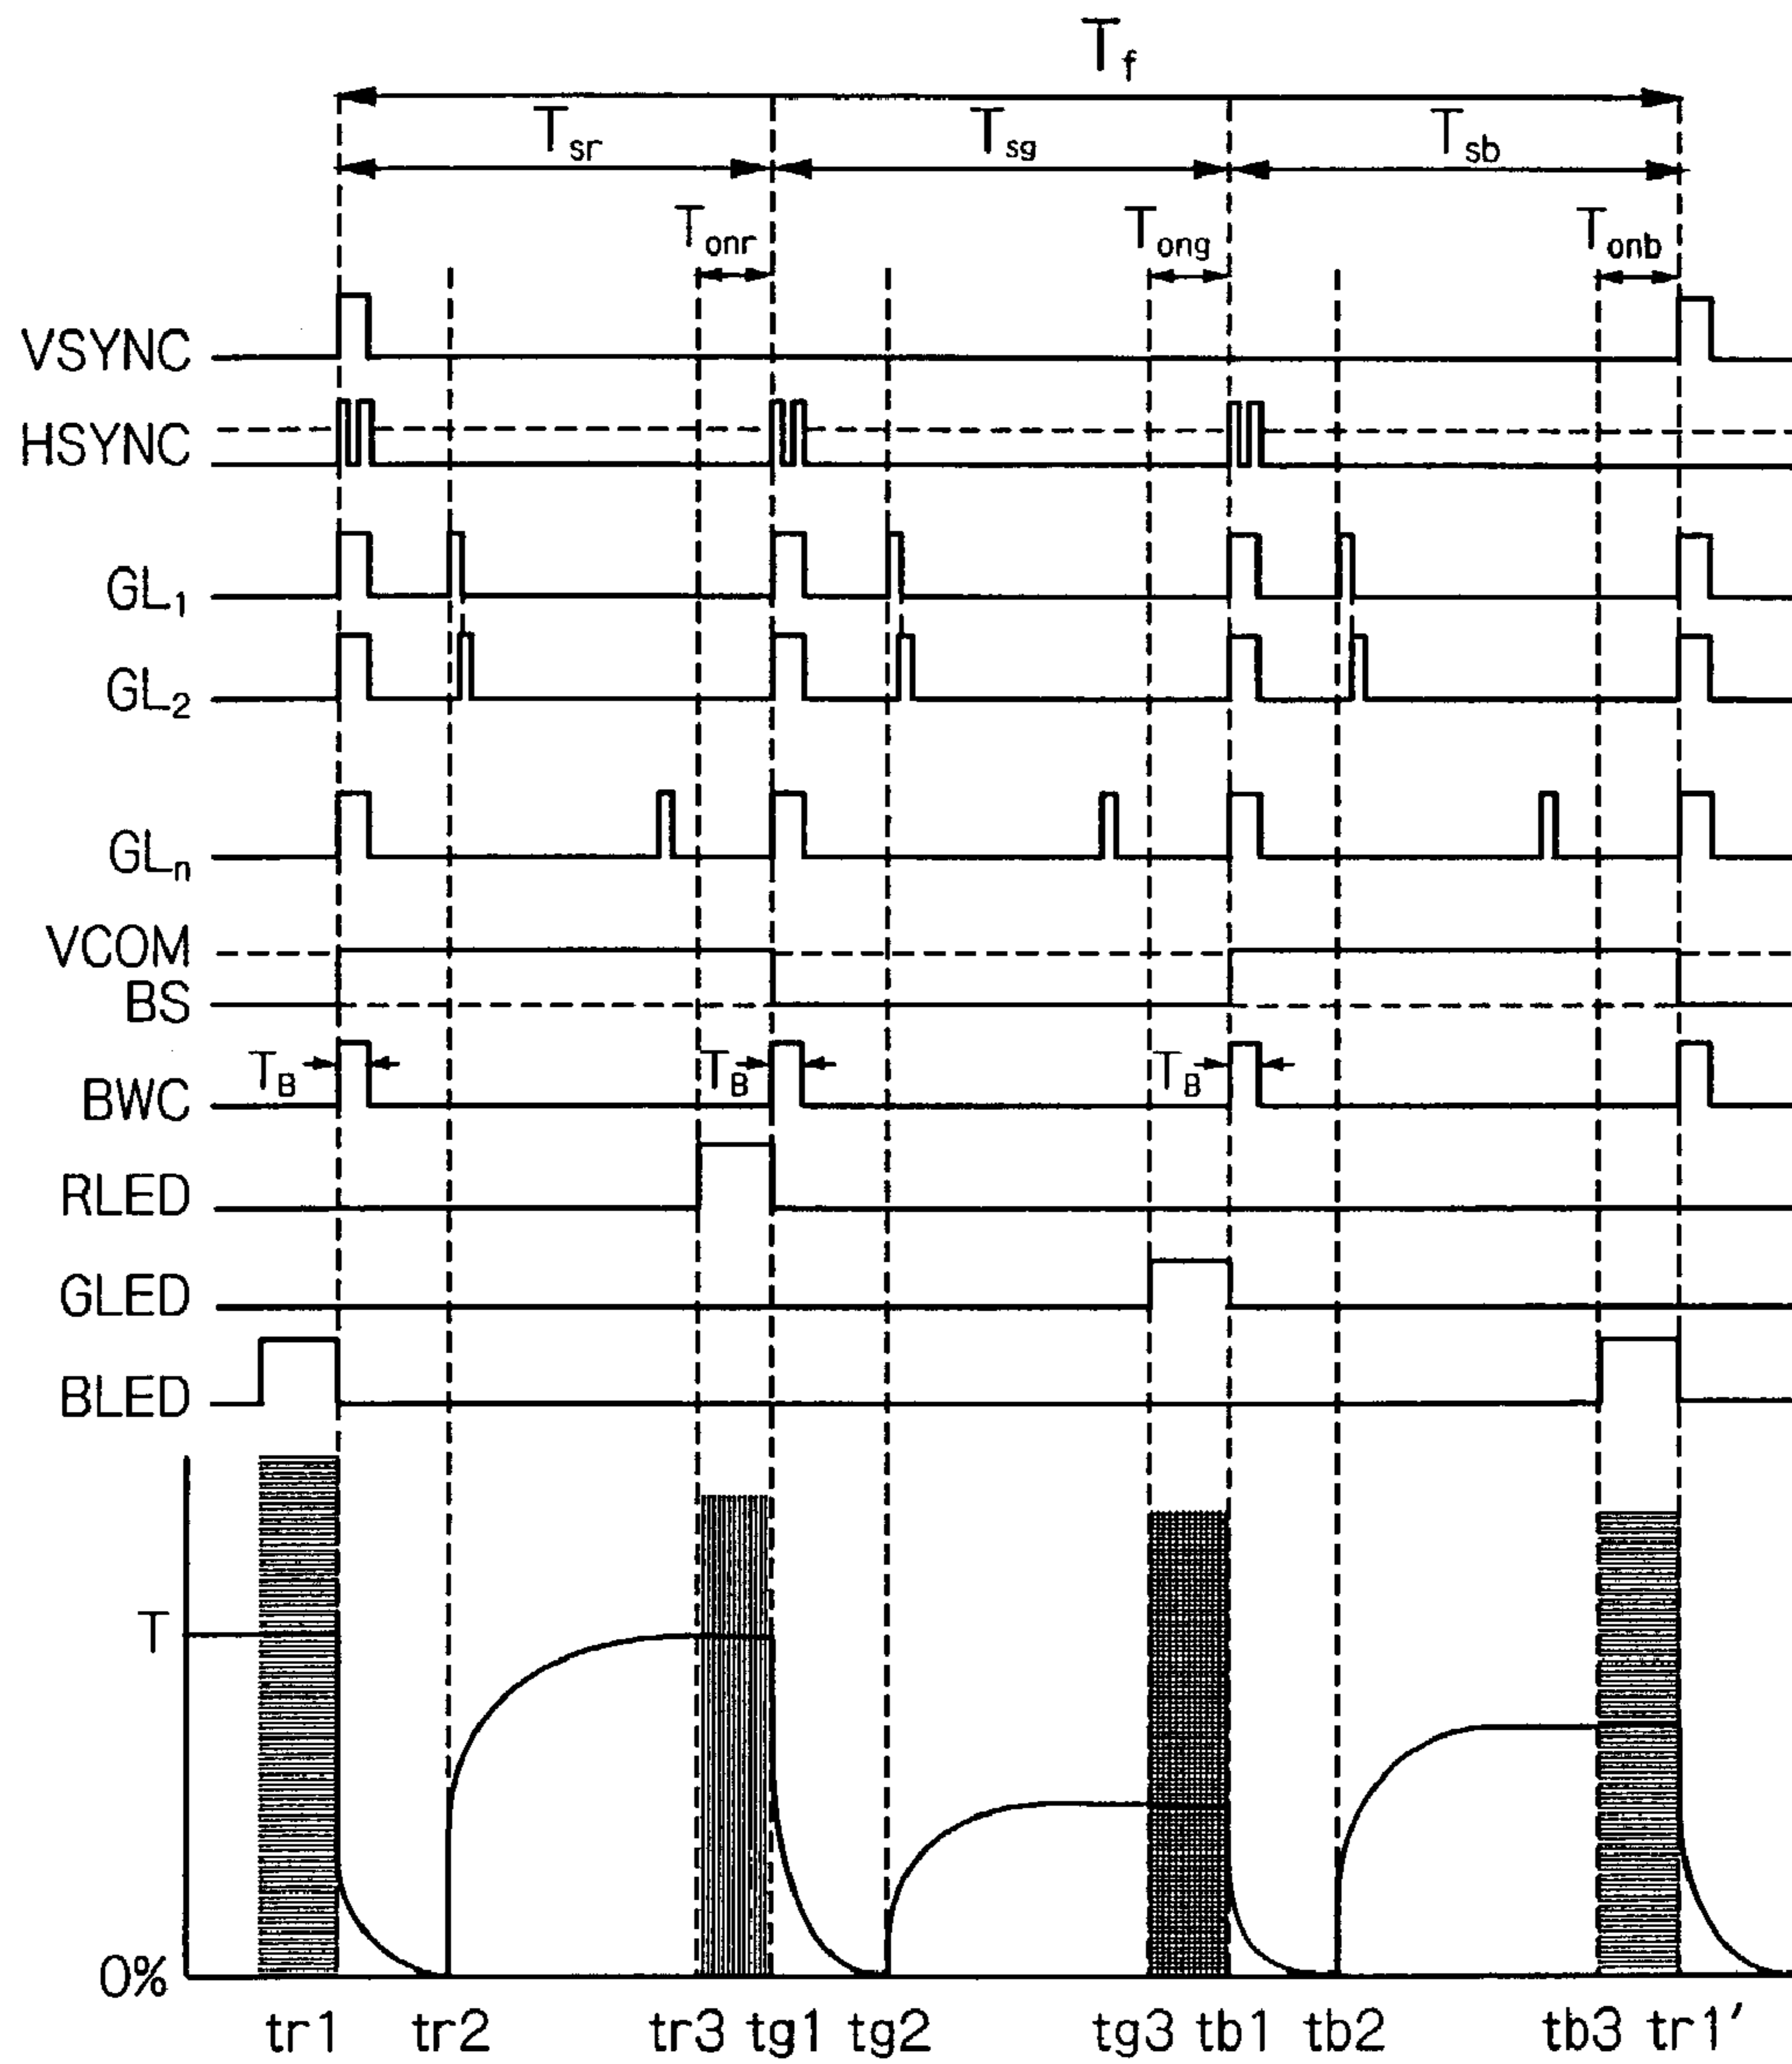 Tf
Tsr Tsg Tsb
Tonr Tong Tonb
VSYNC
HSYNC
GL1
GL2
GLn
VCOM
BS
TB TB TB
BWC
RLED
GLED
BLED
T
0%
tr1 tr2 tr3 tg1 tg2 tg3 tb1 tb2 tb3 tr1′